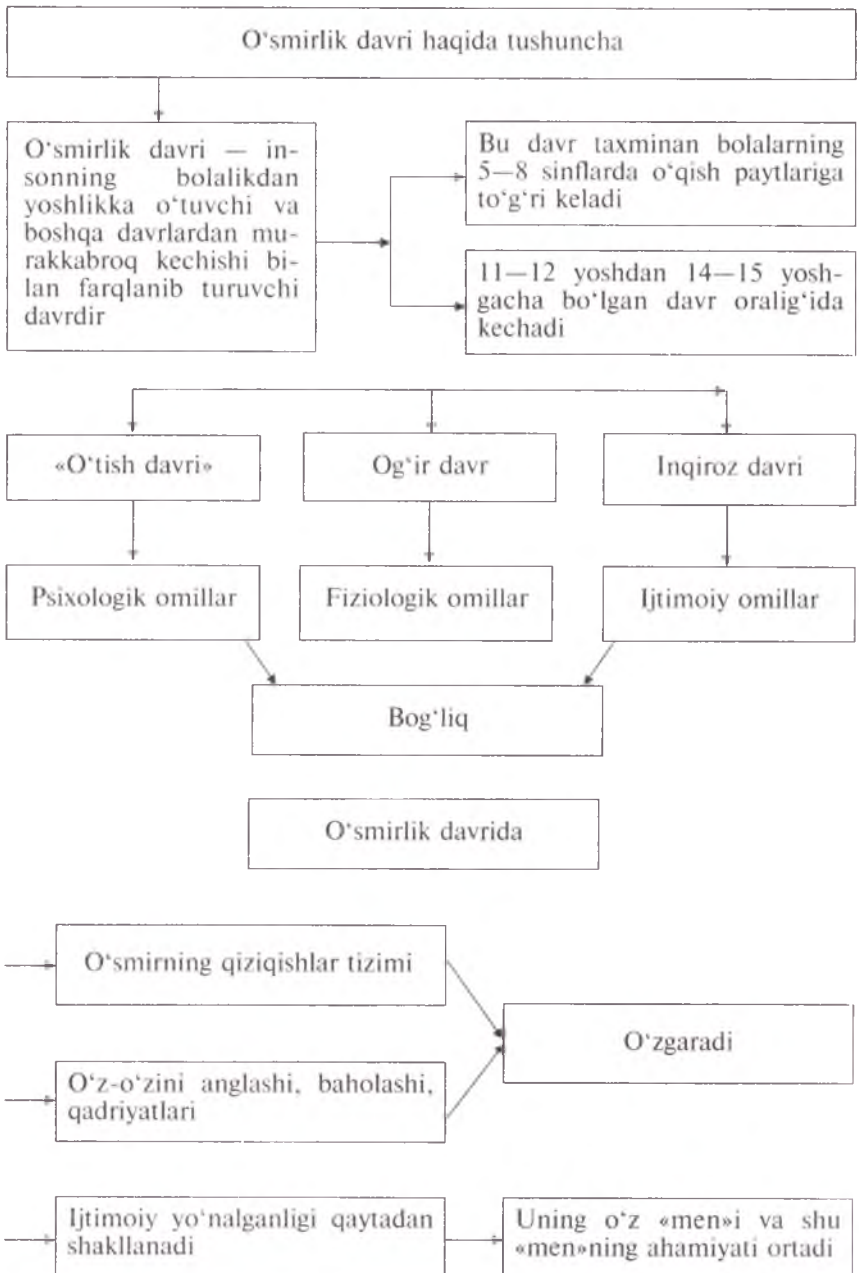 O‘smirlik davri haqida tushuncha
O‘smirlik davri — in-
sonning bolalikdan
yoshlikka o‘tuvchi va
boshqa davrlardan mu-
rakkabroq kechishi bi-
lan farqlanib turuvchi
davrdir
Bu davr taxminan bolalarning
5—8 sinflarda o‘qish paytlariga
to‘g‘ri keladi
11—12 yoshdan 14—15 yosh-
gacha bo‘lgan davr oralig‘ida
kechadi
«O‘tish davri»
Og‘ir davr
Inqiroz davri
Psixologik omillar
Fiziologik omillar
Ijtimoiy omillar
Bog‘liq
O‘smirlik davrida
O‘smirning qiziqishlar tizimi
O‘zgaradi
O‘z-o‘zini anglashi, baholashi,
qadriyatlari
Ijtimoiy yo‘nalganligi qaytadan
shakllanadi
Uning o‘z «men»i va shu
«men»ning ahamiyati ortadi